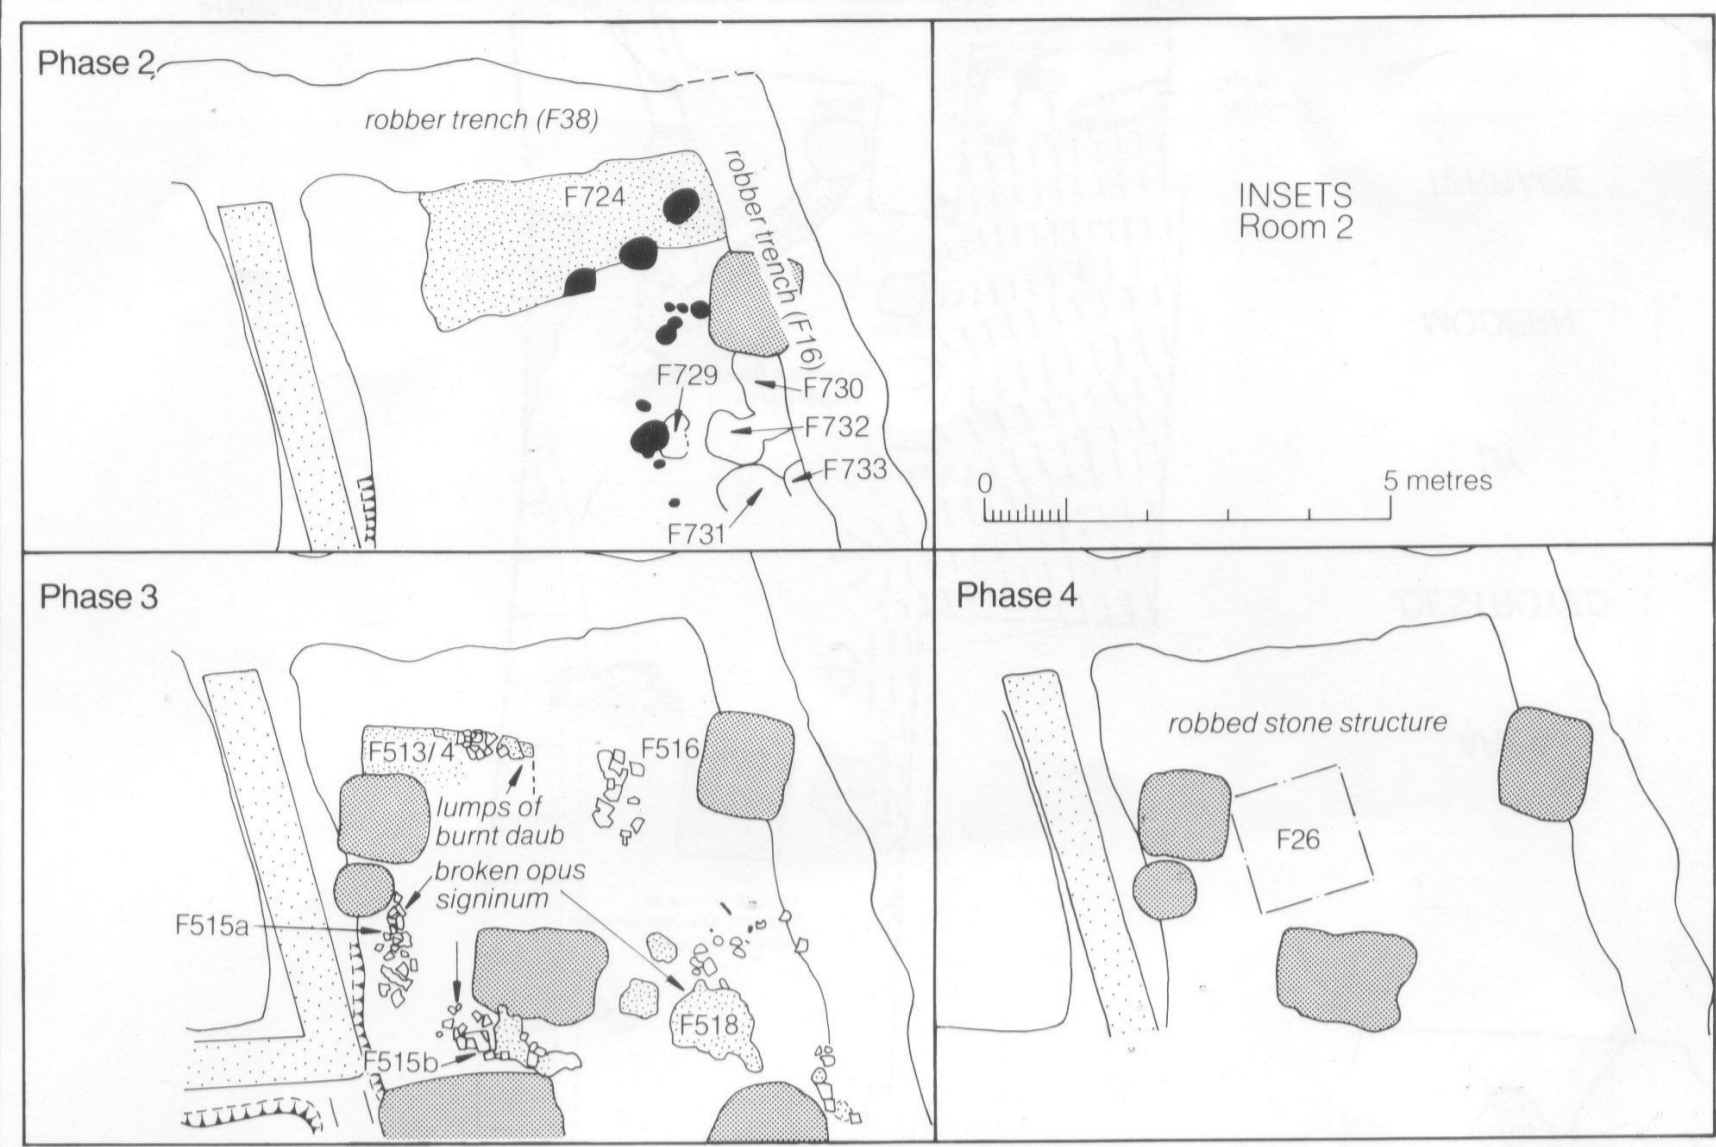 Phase 2
robber trench (F38)
F724
robber trench (F16)
F729
F730
F732
F733
F731
INSETS
Room 2
0
5 metres
Phase 3
F513/4
F516
lumps of
burnt daub
broken opus
signinum
F515a
F518
F515b
Phase 4
robbed stone structure
F26